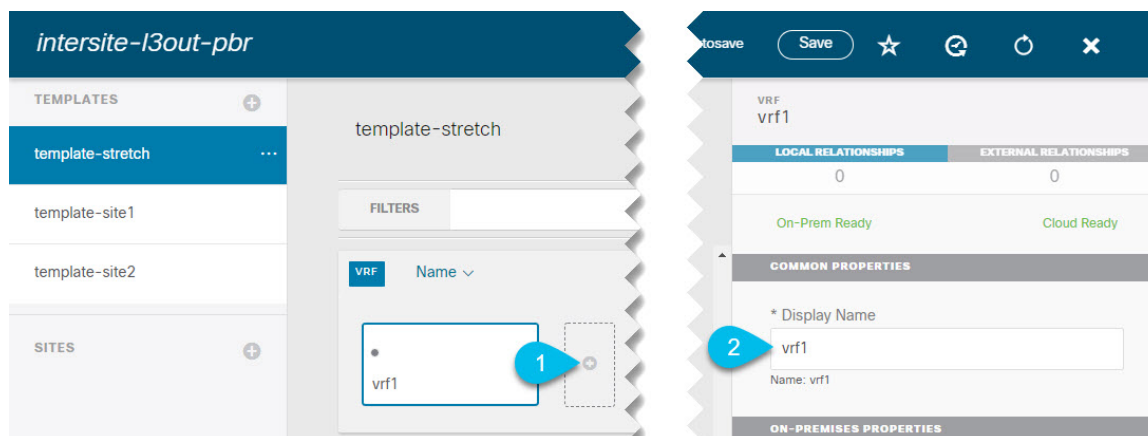 intersite-l3out-pbr
TEMPLATES
template-stretch
template-site1
template-site2
SITES
template-stretch
FILTERS
VRF Name
vrf1
1
tosave Save
VRF
vrf1
LOCAL RELATIONSHIPS EXTERNAL RELATIONSHIPS
0 0
On-Prem Ready Cloud Ready
COMMON PROPERTIES
* Display Name
2 vrf1
Name: vrf1
ON-PREMISES PROPERTIES